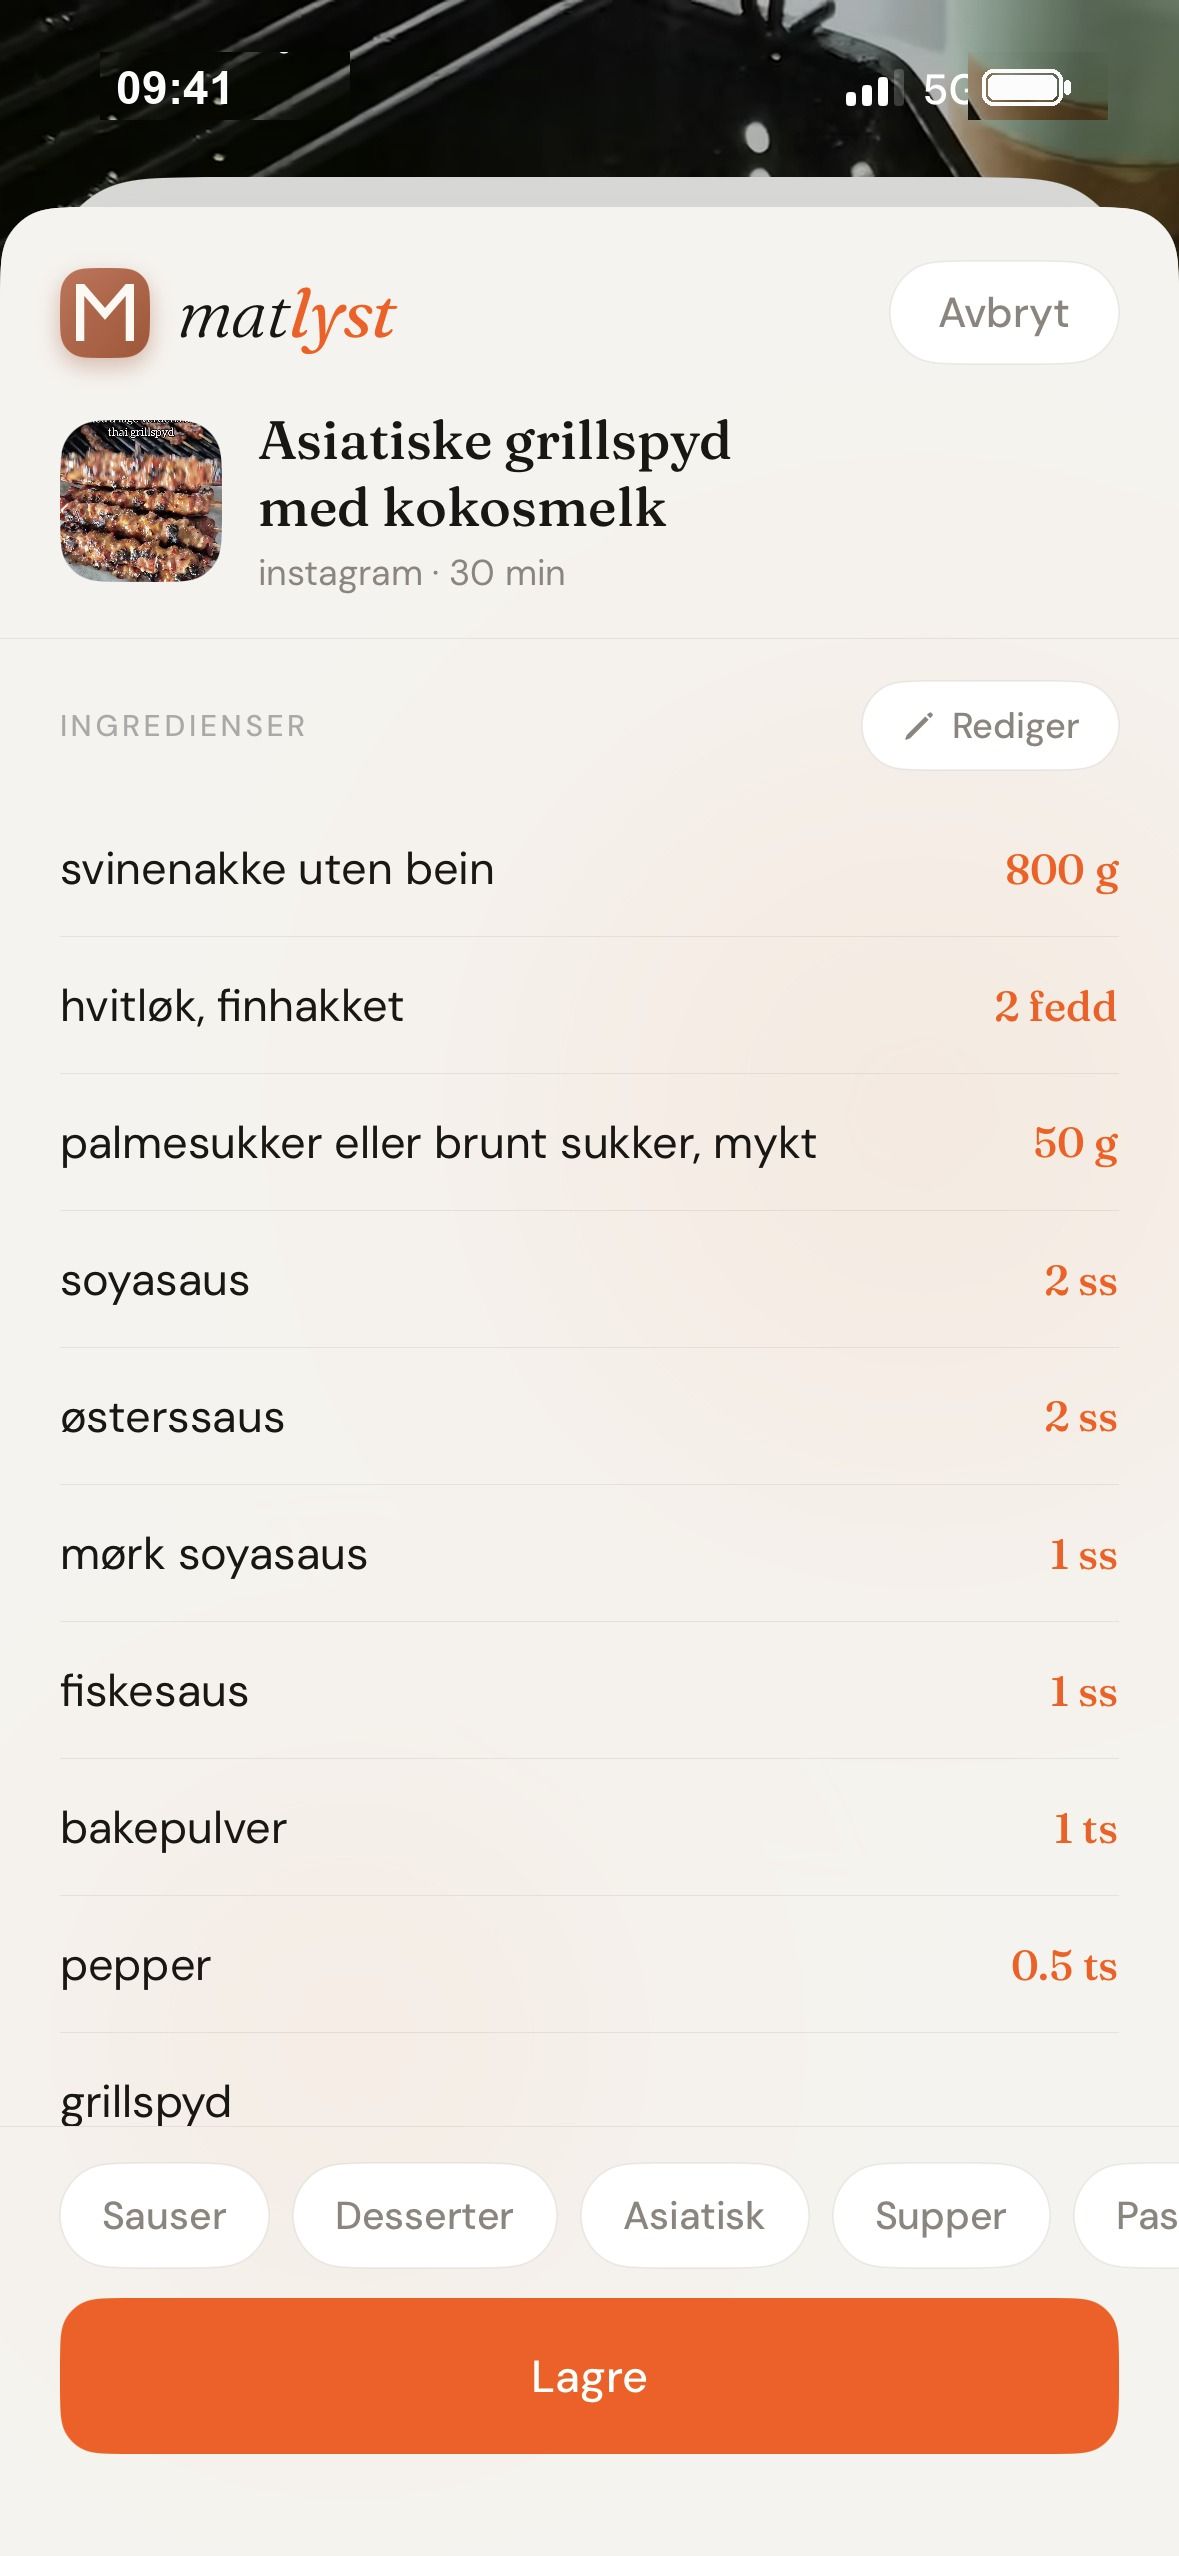 09:41
5G
M matlyst
Avbryt
thai grillspyd
Asiatiske grillspyd
med kokosmelk
instagram · 30 min
INGREDIENSER
Rediger
svinenakke uten bein 800 g
hvitløk, finhakket 2 fedd
palmesukker eller brunt sukker, mykt 50 g
soyasaus 2 ss
østerssaus 2 ss
mørk soyasaus 1 ss
fiskesaus 1 ss
bakepulver 1 ts
pepper 0.5 ts
grillspyd
Sauser Desserter Asiatisk Supper Pas
Lagre